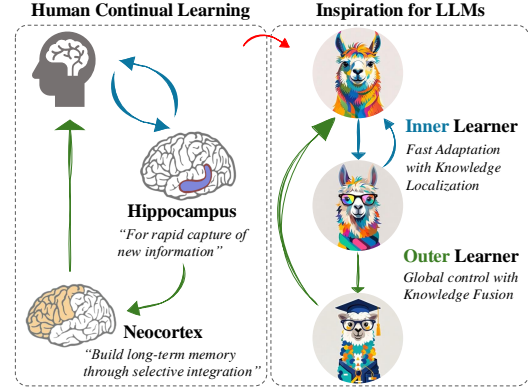 Human Continual Learning
Hippocampus
“For rapid capture of
new information”
Neocortex
“Build long-term memory
through selective integration”
Inspiration for LLMs
Inner Learner
Fast Adaptation
with Knowledge
Localization
Outer Learner
Global control with
Knowledge Fusion